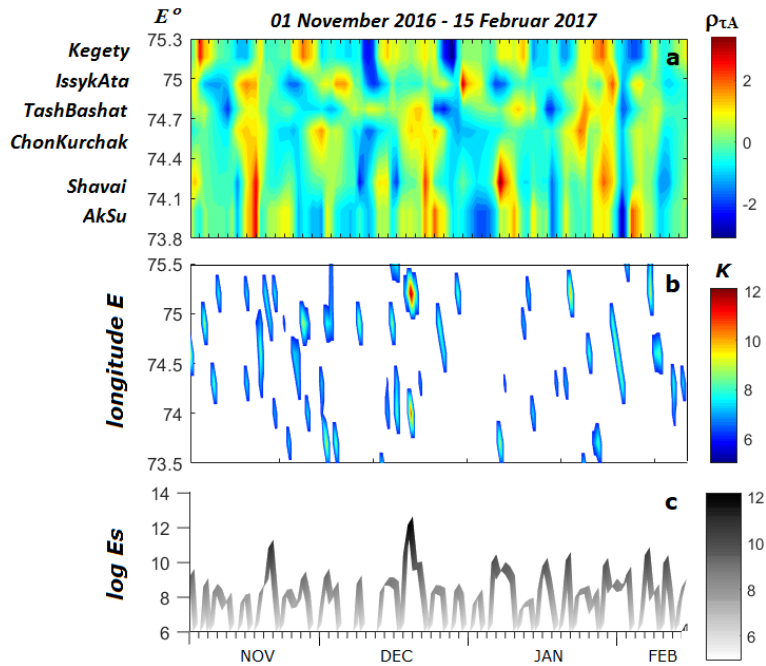 E° 01 November 2016 - 15 Februar 2017 ρτA
Kegety 75.3 a
IssykAta 75 2
TashBashat 74.7
ChonKurchak 74.4 0
Shavai 74.1
AkSu -2
73.8
75.5 b K
75 12
longitude E 74.5 10
74 8
73.5 6
14 c
12 12
log Es 10 10
8 8
6 6
NOV DEC JAN FEB